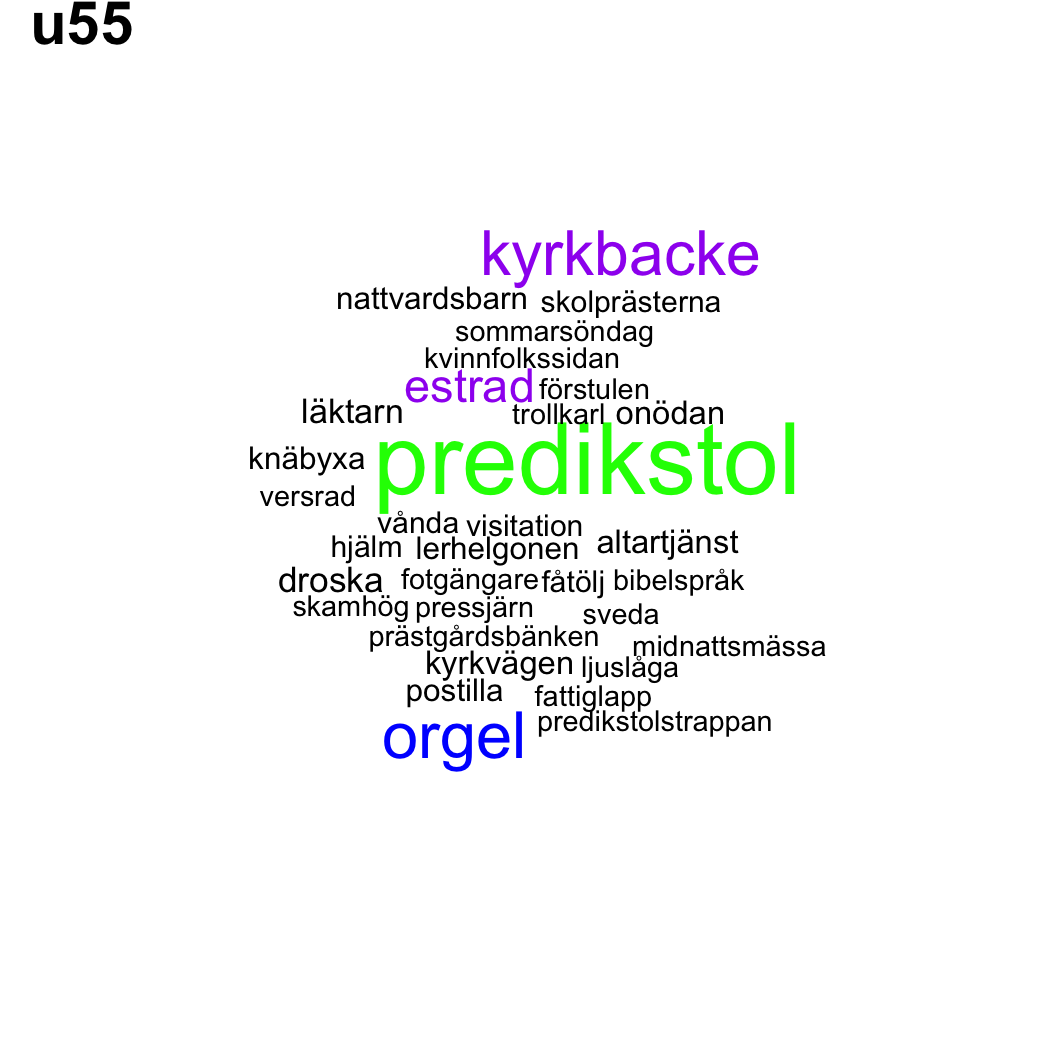 u55
kyrkbacke
nattvardsbarn skolprästerna
sommarsöndag
kvinnfolkssidan
estrad förstulen
läktarn trollkarl onödan
predikstol
knäbyxa
versrad
vånda visitation
hjälm lerhelgonen altartjänst
droska fotgängare fåtölj bibelspråk
skamhög pressjärn sveda
prästgårdsbänken midnattsmässa
kyrkvägen ljuslåga
postilla fattiglapp
orgel predikstolstrappan